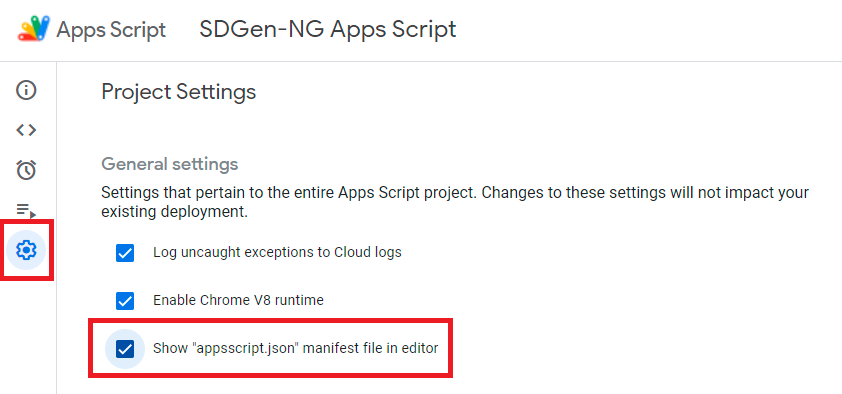 Apps Script SDGen-NG Apps Script
Project Settings
General settings
Settings that pertain to the entire Apps Script project. Changes to these settings will not impact your
existing deployment.
Log uncaught exceptions to Cloud logs
Enable Chrome V8 runtime
Show "appsscript.json" manifest file in editor